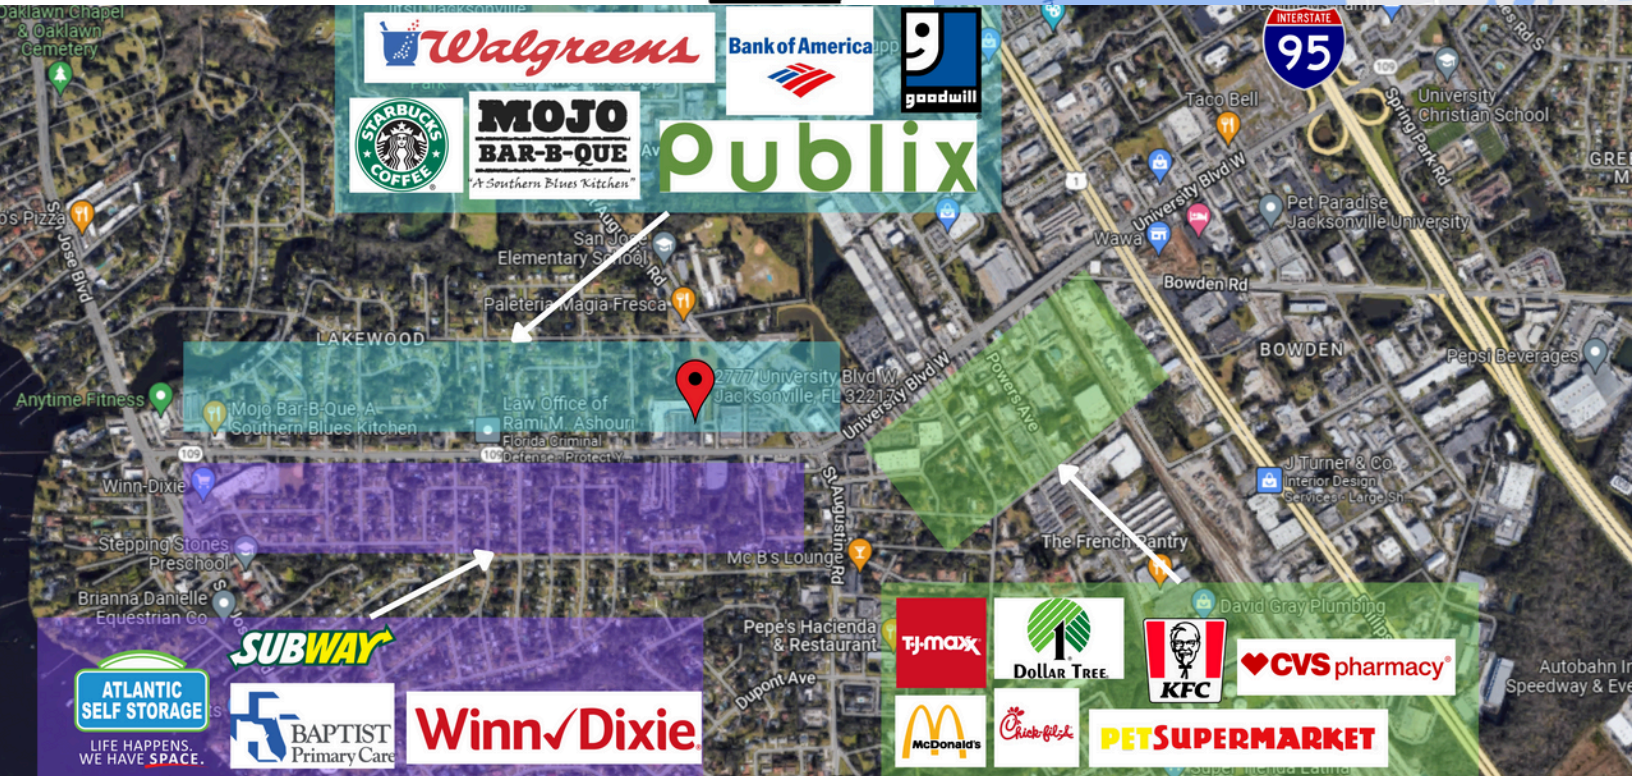 Oaklawn Chapel
& Oaklawn
Cemetery
Walgreens
Bank of America
goodwill
STARBUCKS
COFFEE
MOJO
BAR-B-QUE
"A Southern Blues Kitchen"
Publix
INTERSTATE
95
109
Spring Park Rd
University
Christian School
Taco Bell
1
University Blvd W
Pet Paradise
Jacksonville University
Wawa
Bowden Rd
BOWDEN
Pepsi Beverages
San Jose
Elementary School
Paleteria Magia Fresca
LAKEWOOD
2777 University Blvd W
Jacksonville, FL 32217
Anytime Fitness
Mojo Bar-B-Que, A
Southern Blues Kitchen
Law Office of
Rami M. Ashouri
Florida Criminal
Defense - Protect Y...
109
109
University Blvd W
Powers Ave
Winn-Dixie
Stepping Stones
Preschool
Brianna Danielle
Equestrian Co
St Augustine Rd
Mc B's Lounge
The French Pantry
J Turner & Co.
Interior Design
Services - Large Sh...
David Gray Plumbing
Pepe's Hacienda
& Restaurant
Dupont Ave
Philips
SUBWAY
ATLANTIC
SELF STORAGE
LIFE HAPPENS.
WE HAVE SPACE.
BAPTIST
Primary Care
Winn Dixie
T·J·maxx
DOLLAR TREE
KFC
CVS pharmacy
McDonald's
Chick-fil-A
PETSUPERMARKET
Autobahn In
Speedway & Eve